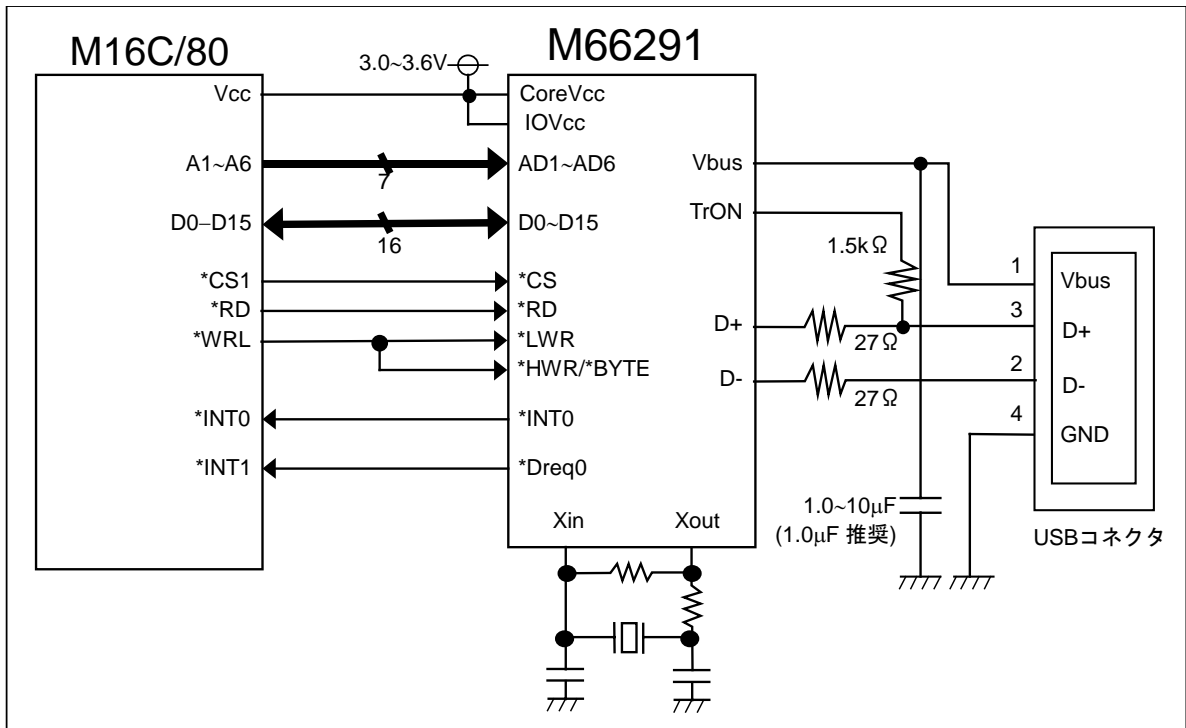 M16C/80
M66291
3.0~3.6V
Vcc
CoreVcc
IOVcc
A1~A6
7
AD1~AD6
Vbus
D0–D15
16
D0~D15
TrON
1.5kΩ
*CS1
*CS
*RD
*RD
*WRL
*LWR
*HWR/*BYTE
D+
27Ω
D-
27Ω
*INT0
*INT0
*INT1
*Dreq0
Xin
Xout
1.0~10μF
(1.0μF 推奨)
1
Vbus
3
D+
2
D-
4
GND
USBコネクタ